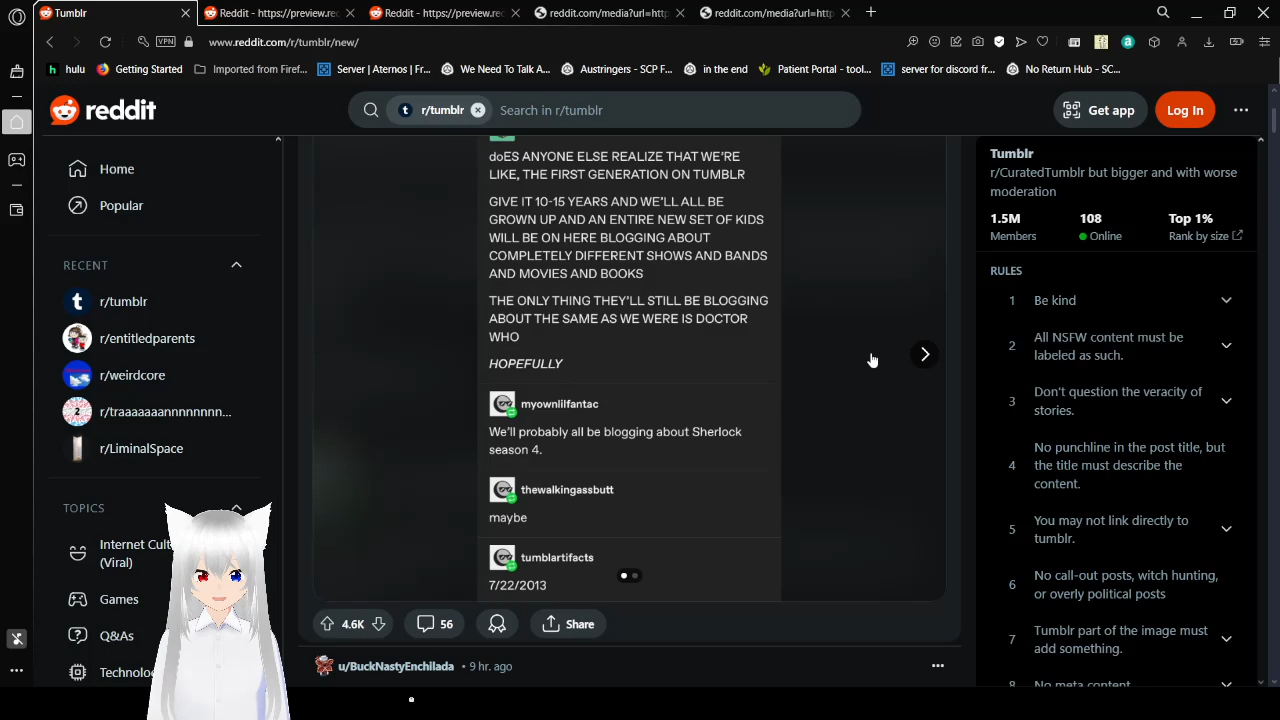 Tumblr
Reddit - https://preview.rec
Reddit - https://preview.rec
reddit.com/media?url=http
reddit.com/media?url=http
VPN
www.reddit.com/r/tumblr/new/
hulu
Getting Started
Imported from Firef...
Server | Aternos | Fr...
We Need To Talk A...
Austringers - SCP F...
in the end
Patient Portal - tool...
server for discord fr...
No Return Hub - SC...
reddit
r/tumblr
Search in r/tumblr
Get app
Log In
Home
Popular
RECENT
r/tumblr
r/entitledparents
r/weirdcore
r/traaaaaaannnnnnnn...
r/LiminalSpace
TOPICS
Internet Cult
(Viral)
Games
Q&As
Technolo
doES ANYONE ELSE REALIZE THAT WE'RE
LIKE, THE FIRST GENERATION ON TUMBLR
GIVE IT 10-15 YEARS AND WE'LL ALL BE
GROWN UP AND AN ENTIRE NEW SET OF KIDS
WILL BE ON HERE BLOGGING ABOUT
COMPLETELY DIFFERENT SHOWS AND BANDS
AND MOVIES AND BOOKS
THE ONLY THING THEY'LL STILL BE BLOGGING
ABOUT THE SAME AS WE WERE IS DOCTOR
WHO
HOPEFULLY
myownliIfantac
We'll probably all be blogging about Sherlock
season 4.
thewalkingassbutt
maybe
tumblartifacts
7/22/2013
4.6K
56
Share
u/BuckNastyEnchilada • 9 hr. ago
Tumblr
r/CuratedTumblr but bigger and with worse
moderation
1.5M
Members
108
Online
Top 1%
Rank by size
RULES
1 Be kind
2 All NSFW content must be
labeled as such.
3 Don't question the veracity of
stories.
4 No punchline in the post title, but
the title must describe the
content.
5 You may not link directly to
tumblr.
6 No call-out posts, witch hunting,
or overly political posts
7 Tumblr part of the image must
add something.
8 No meta content